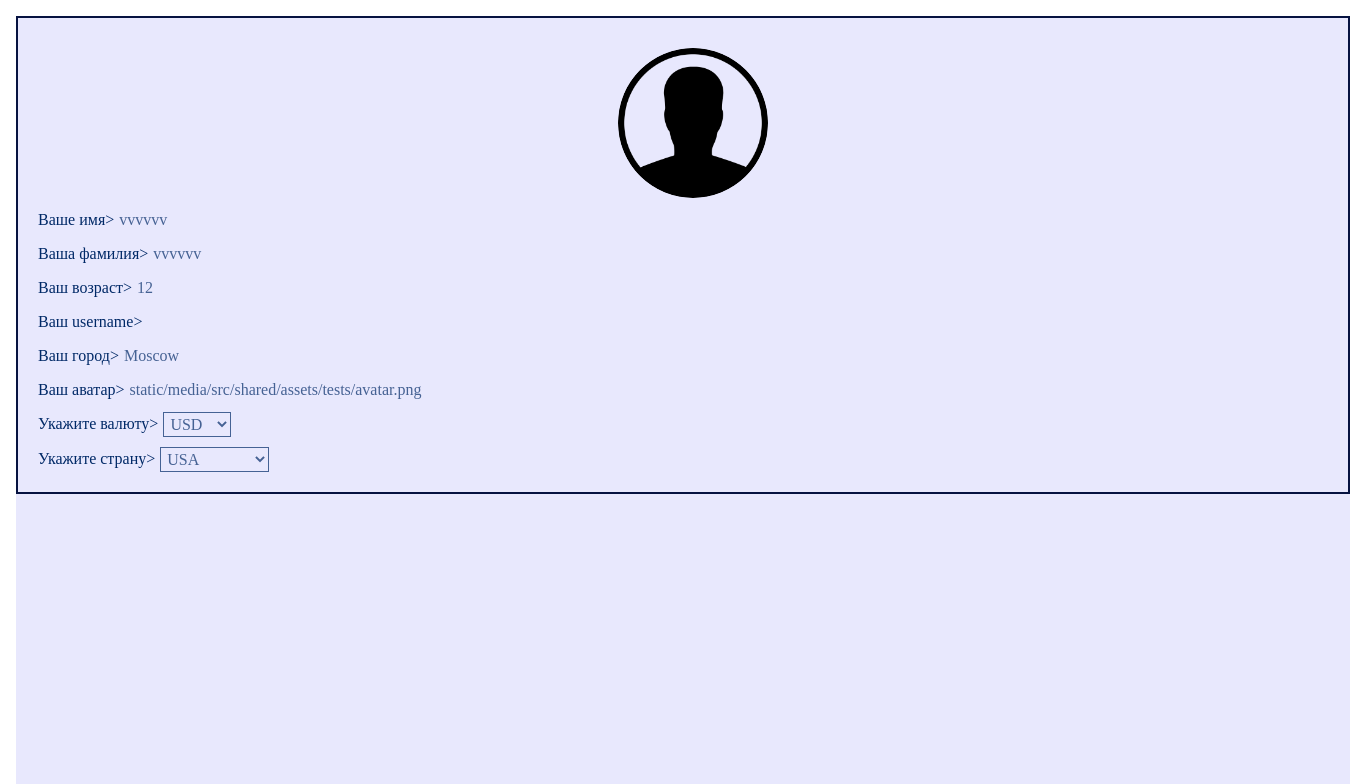 Ваше имя> vvvvvv
Ваша фамилия> vvvvvv
Ваш возраст> 12
Ваш username>
Ваш город> Moscow
Ваш аватар> static/media/src/shared/assets/tests/avatar.png
Укажите валюту> USD
Укажите страну> USA